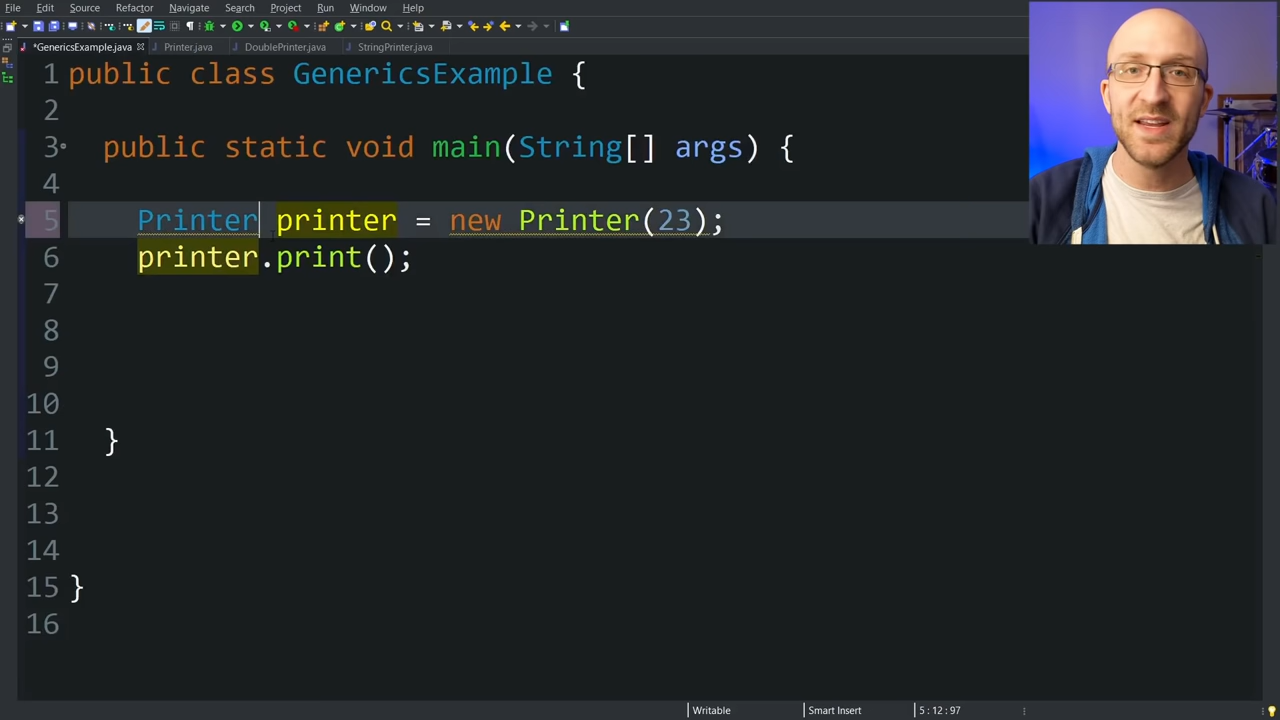 File Edit Source Refactor Navigate Search Project Run Window Help
*GenericsExample.java Printer.java DoublePrinter.java StringPrinter.java
1 public class GenericsExample {
2
3 public static void main(String[] args) {
4
5 Printer printer = new Printer(23);
6 printer.print();
7
8
9
10
11 }
12
13
14
15 }
16
Writable Smart Insert 5 : 12 : 97